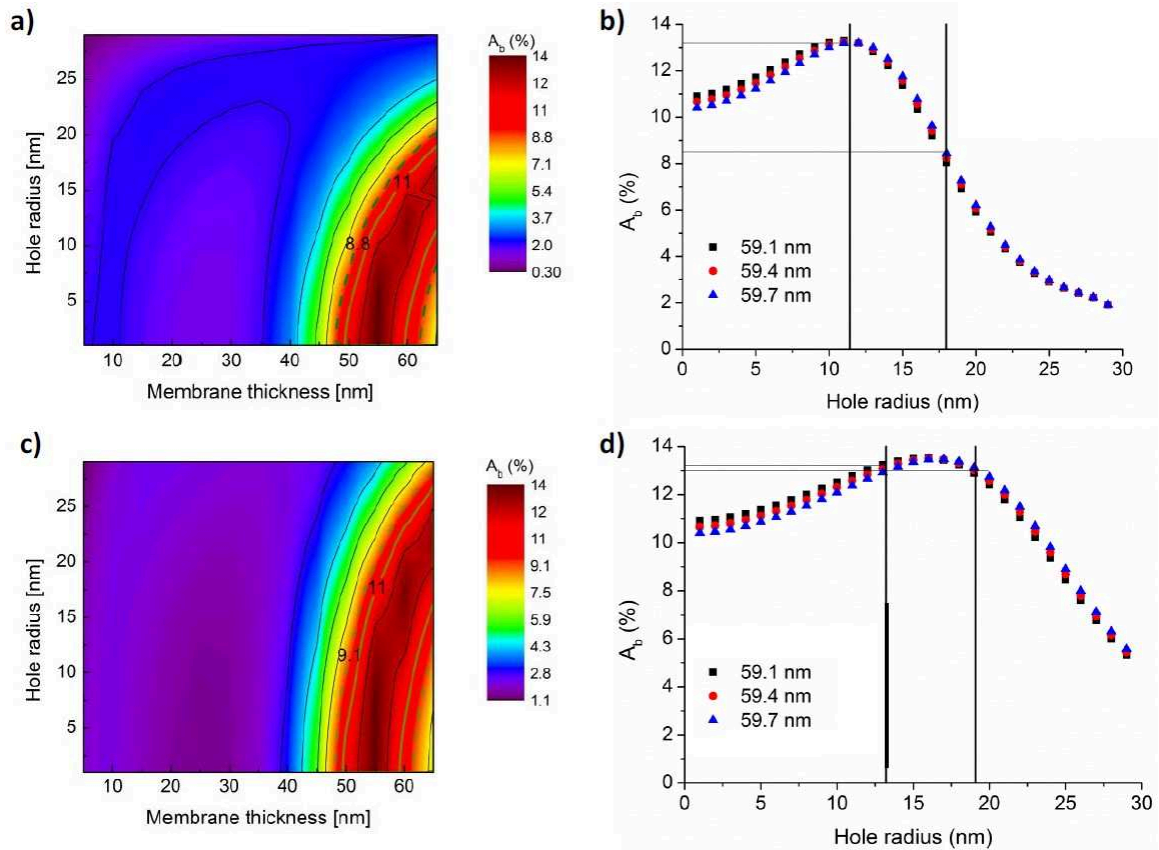 a)
A_b (%)
14
13
11
8.8
7.1
5.4
3.7
2.0
0.30
25
20
15
10
5
Hole radius [nm]
11
8.8
10 20 30 40 50 60
Membrane thickness [nm]
b)
14
12
10
8
6
4
2
0
A_b (%)
59.1 nm
59.4 nm
59.7 nm
0 5 10 15 20 25 30
Hole radius (nm)
c)
A_b (%)
14
12
11
9.1
7.5
5.9
4.3
2.8
1.1
25
20
15
10
5
Hole radius [nm]
11
9.1
10 20 30 40 50 60
Membrane thickness [nm]
d)
14
12
10
8
6
4
2
0
A_b (%)
59.1 nm
59.4 nm
59.7 nm
0 5 10 15 20 25 30
Hole radius (nm)